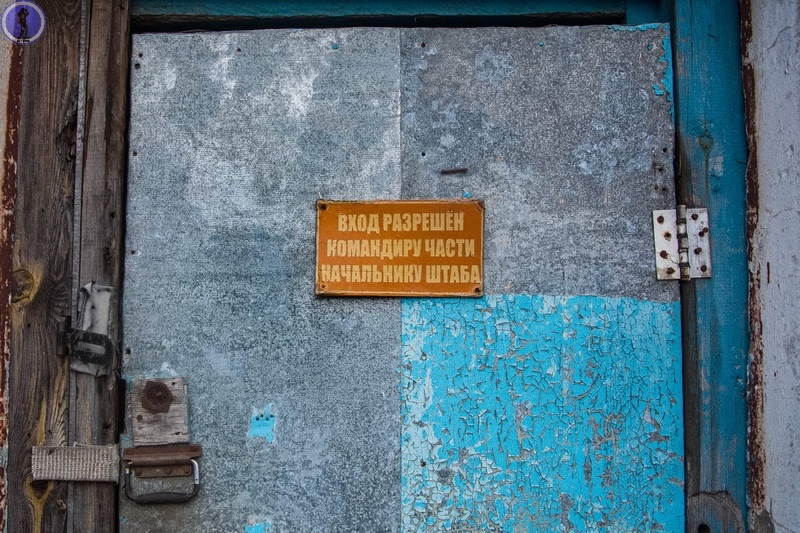 ВХОД РАЗРЕШЁН
КОМАНДИРУ ЧАСТИ
НАЧАЛЬНИКУ ШТАБА